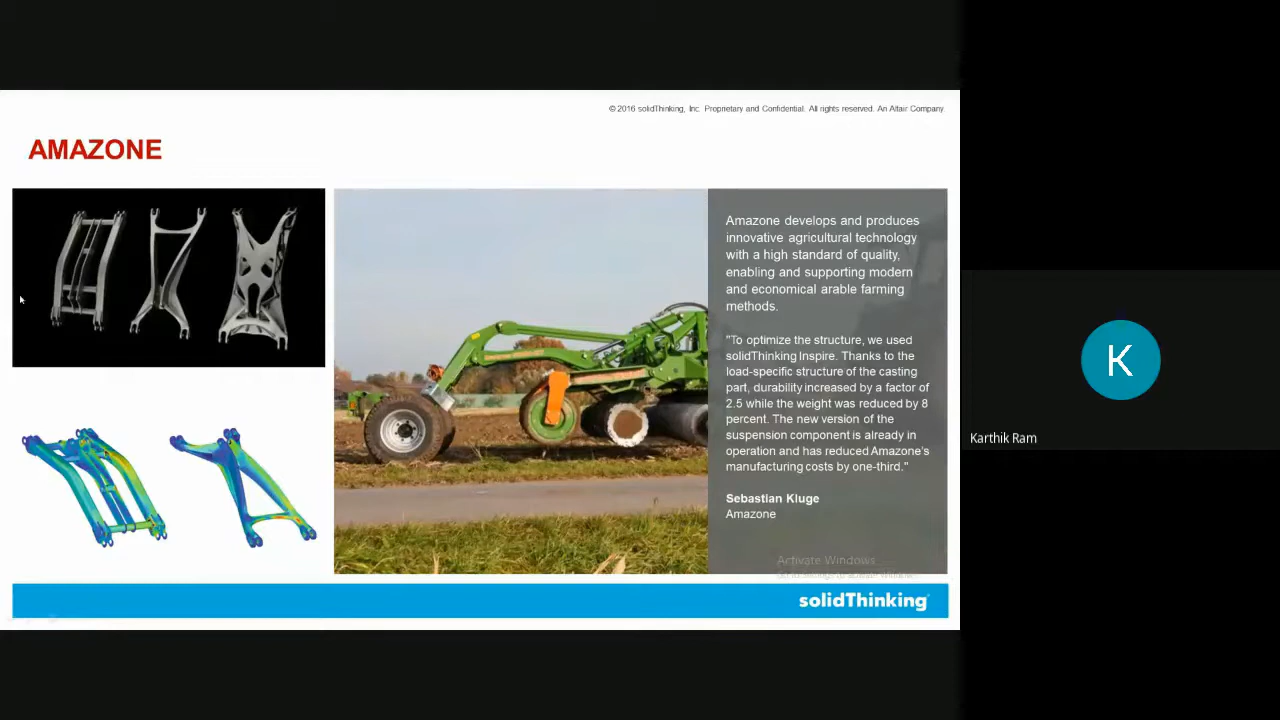 © 2016 solidThinking, Inc. Proprietary and Confidential. All rights reserved. An Altair Company.
AMAZONE
Amazone develops and produces
innovative agricultural technology
with a high standard of quality,
enabling and supporting modern
and economical arable farming
methods.
"To optimize the structure, we used
solidThinking Inspire. Thanks to the
load-specific structure of the casting
part, durability increased by a factor of
2.5 while the weight was reduced by 8
percent. The new version of the
suspension component is already in
operation and has reduced Amazone's
manufacturing costs by one-third."
Sebastian Kluge
Amazone
Activate Windows
solidThinking
K
Karthik Ram